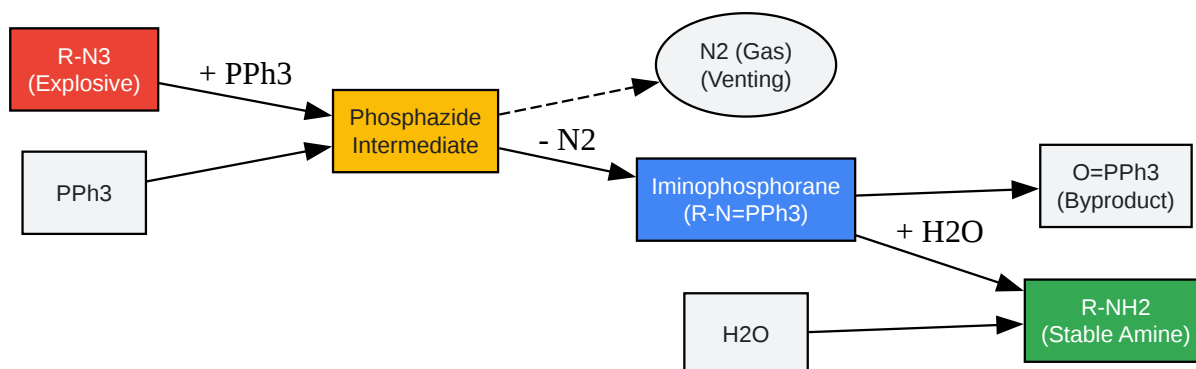 R-N3
(Explosive)
+ PPh3
PPh3
Phosphazide
Intermediate
N2 (Gas)
(Venting)
- N2
Iminophosphorane
(R-N=PPh3)
O=PPh3
(Byproduct)
+ H2O
H2O
R-NH2
(Stable Amine)